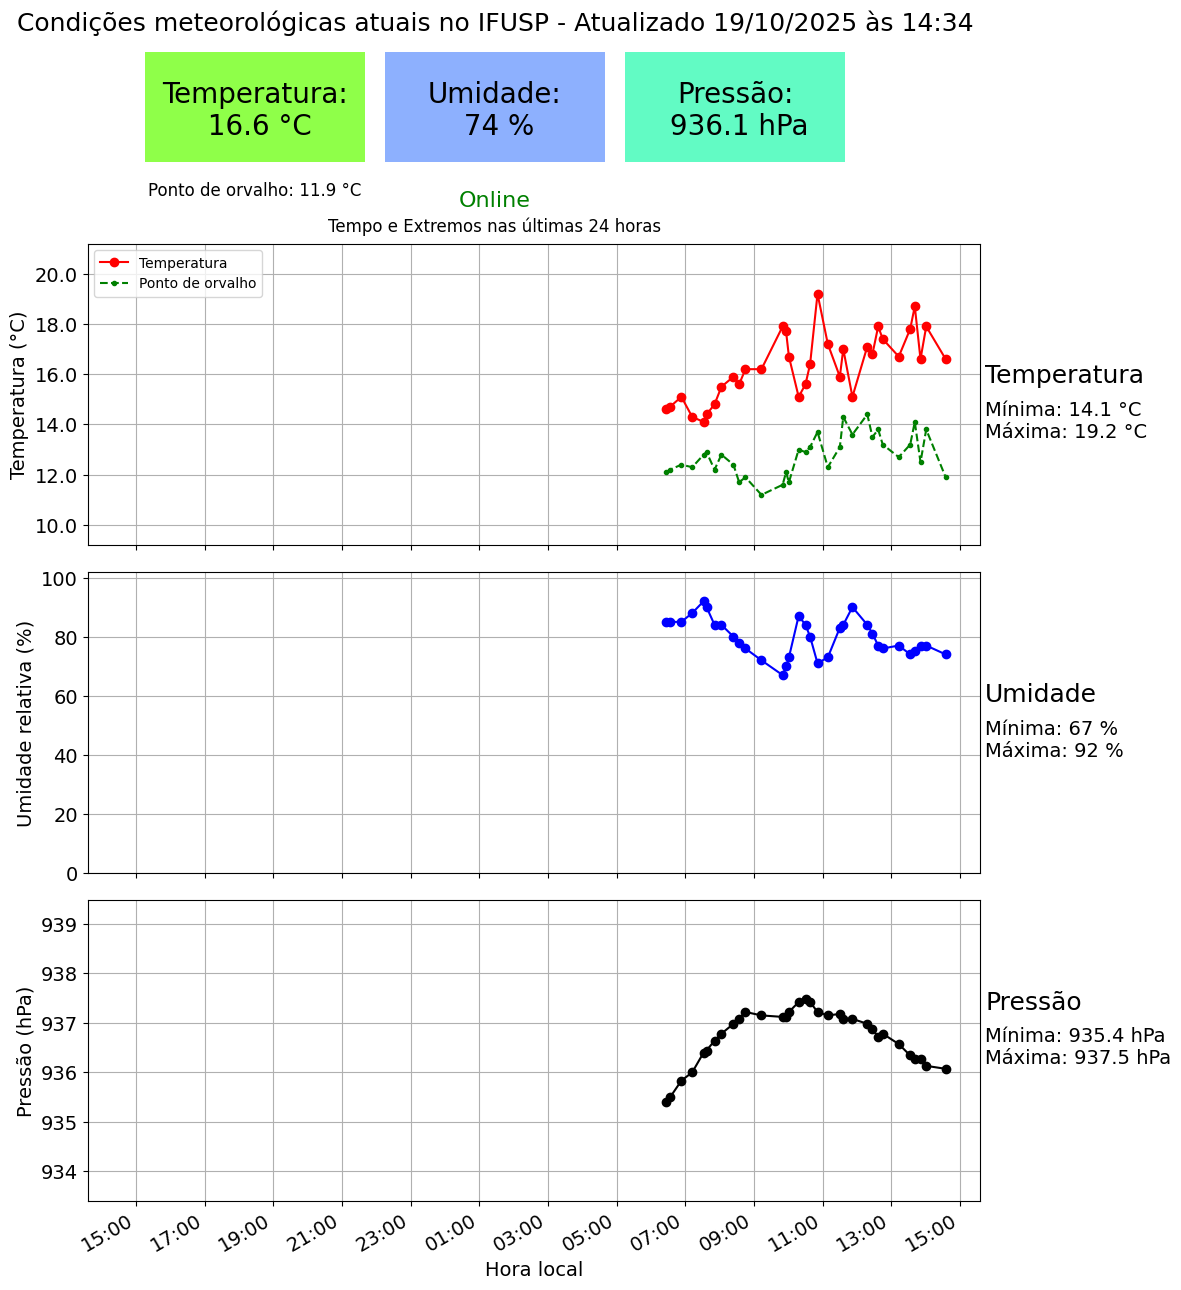 Condições meteorológicas atuais no IFUSP - Atualizado 19/10/2025 às 14:34
Temperatura:
16.6 °C
Umidade:
74 %
Pressão:
936.1 hPa
Ponto de orvalho: 11.9 °C
Online
Tempo e Extremos nas últimas 24 horas
Temperatura
Ponto de orvalho
Temperatura (°C)
20.0
18.0
16.0
14.0
12.0
10.0
Temperatura
Mínima: 14.1 °C
Máxima: 19.2 °C
Umidade relativa (%)
100
80
60
40
20
0
Umidade
Mínima: 67 %
Máxima: 92 %
Pressão (hPa)
939
938
937
936
935
934
Pressão
Mínima: 935.4 hPa
Máxima: 937.5 hPa
15:00 17:00 19:00 21:00 23:00 01:00 03:00 05:00 07:00 09:00 11:00 13:00 15:00
Hora local